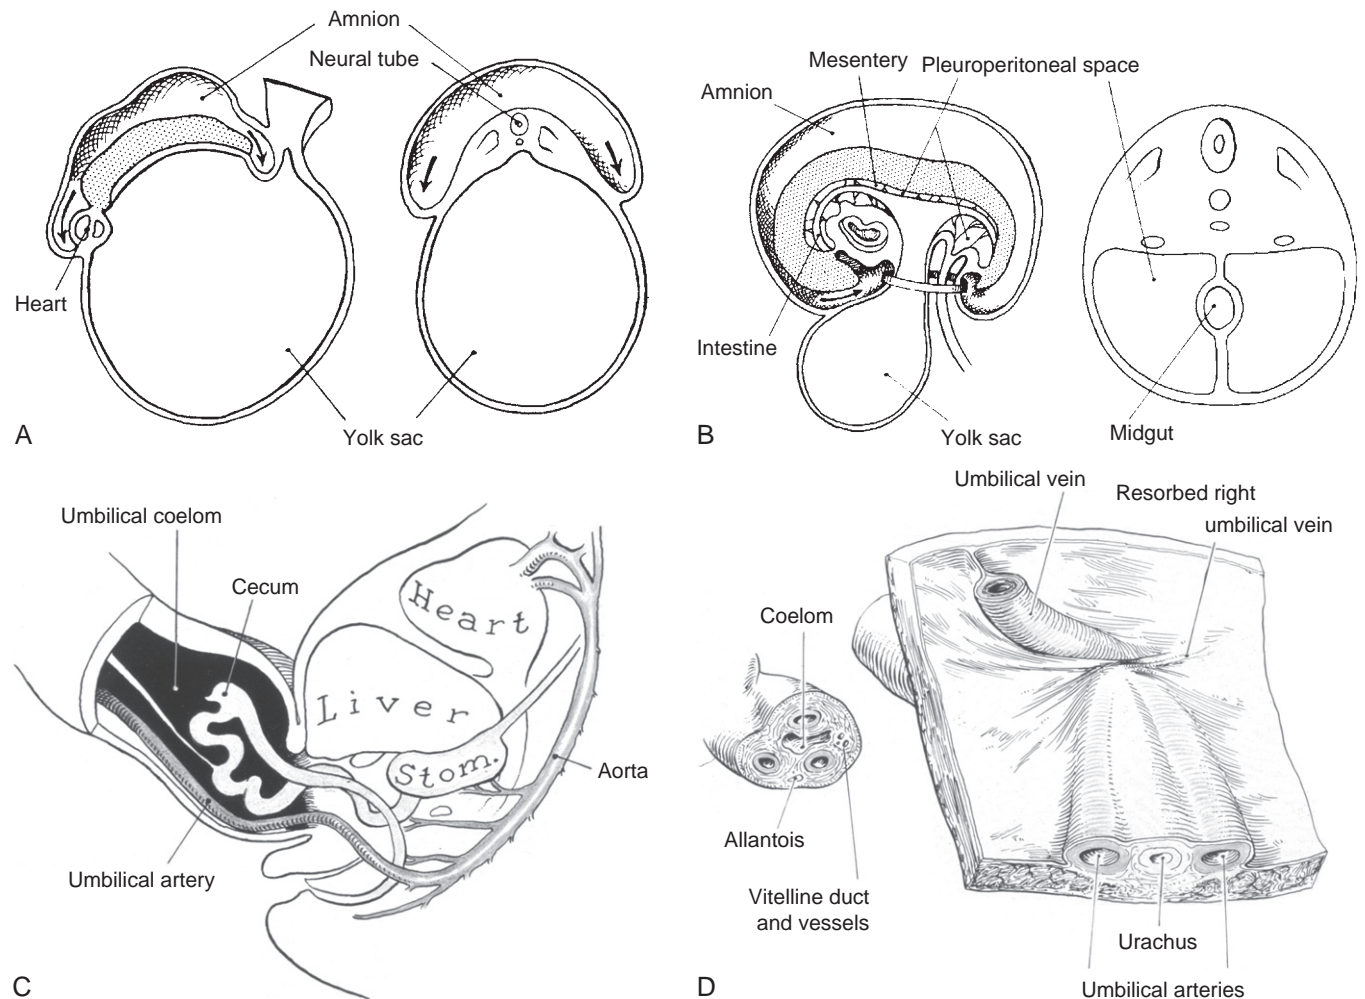 Amnion
Neural tube
Heart
Yolk sac
A
Mesentery
Pleuroperitoneal space
Amnion
Intestine
Yolk sac
Midgut
B
Umbilical coelom
Cecum
Heart
Liver
Stom.
Aorta
Umbilical artery
C
Umbilical vein
Resorbed right
umbilical vein
Coelom
Allantois
Vitelline duct
and vessels
Urachus
Umbilical arteries
D